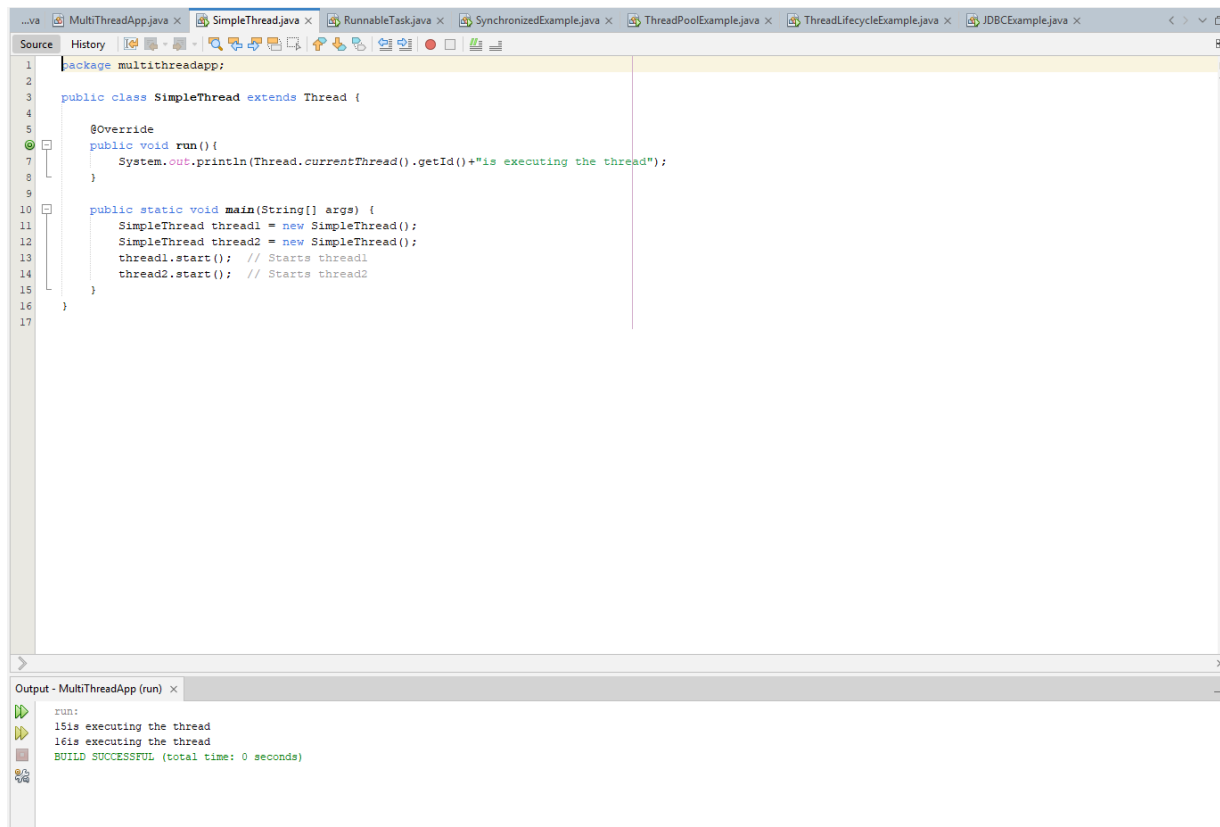 ...va MultiThreadApp.java × SimpleThread.java × RunnableTask.java × SynchronizedExample.java × ThreadPoolExample.java × ThreadLifecycleExample.java × JDBCExample.java ×
Source History
1 package multithreadapp;
2
3 public class SimpleThread extends Thread {
4
5 @Override
public void run(){
7 System.out.println(Thread.currentThread().getId()+"is executing the thread");
8 }
9
10 public static void main(String[] args) {
11 SimpleThread thread1 = new SimpleThread();
12 SimpleThread thread2 = new SimpleThread();
13 thread1.start(); // Starts thread1
14 thread2.start(); // Starts thread2
15 }
16 }
17
Output - MultiThreadApp (run) ×
run:
15is executing the thread
16is executing the thread
BUILD SUCCESSFUL (total time: 0 seconds)